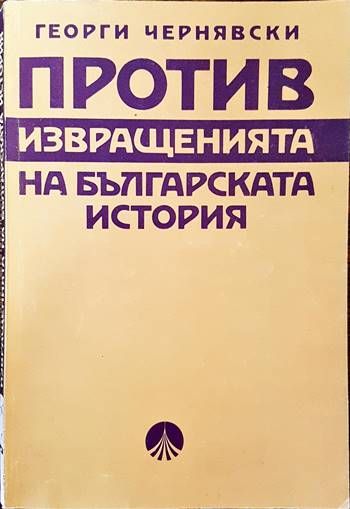 ГЕОРГИ ЧЕРНЯВСКИ
ПРОТИВ
ИЗВРАЩЕНИЯТА
НА БЪЛГАРСКАТА
ИСТОРИЯ